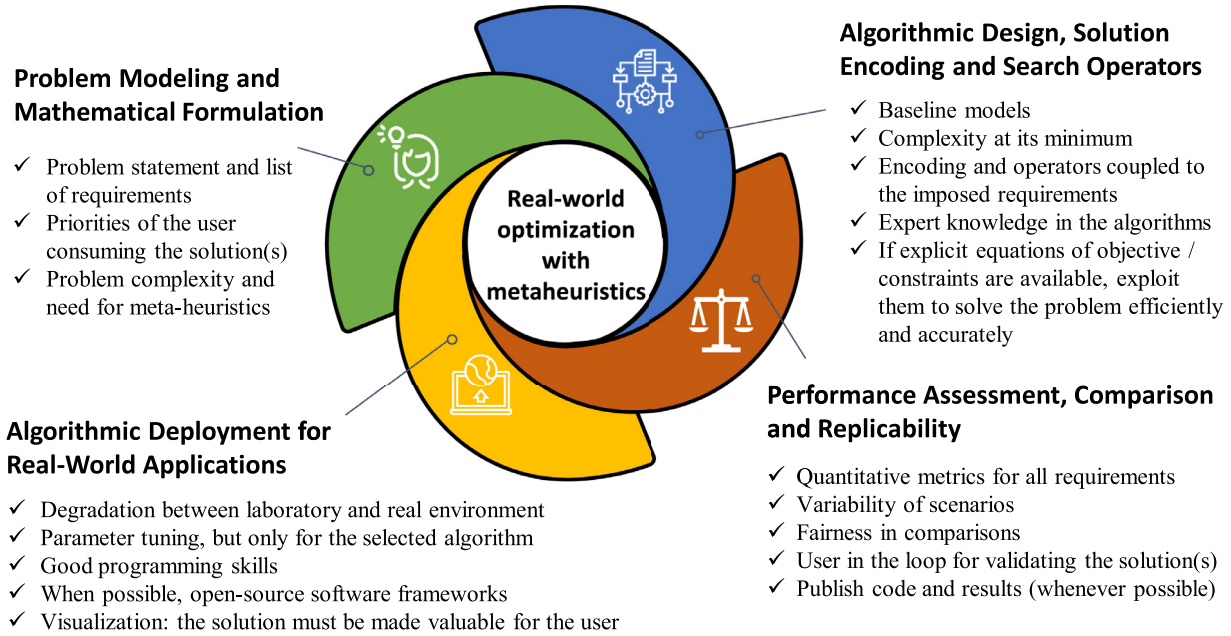 Problem Modeling and
Mathematical Formulation
✓ Problem statement and list
of requirements
✓ Priorities of the user
consuming the solution(s)
✓ Problem complexity and
need for meta-heuristics
Algorithmic Design, Solution
Encoding and Search Operators
✓ Baseline models
✓ Complexity at its minimum
✓ Encoding and operators coupled to
the imposed requirements
✓ Expert knowledge in the algorithms
✓ If explicit equations of objective /
constraints are available, exploit
them to solve the problem efficiently
and accurately
Real-world
optimization
with
metaheuristics
Performance Assessment, Comparison
and Replicability
✓ Quantitative metrics for all requirements
✓ Variability of scenarios
✓ Fairness in comparisons
✓ User in the loop for validating the solution(s)
✓ Publish code and results (whenever possible)
Algorithmic Deployment for
Real-World Applications
✓ Degradation between laboratory and real environment
✓ Parameter tuning, but only for the selected algorithm
✓ Good programming skills
✓ When possible, open-source software frameworks
✓ Visualization: the solution must be made valuable for the user